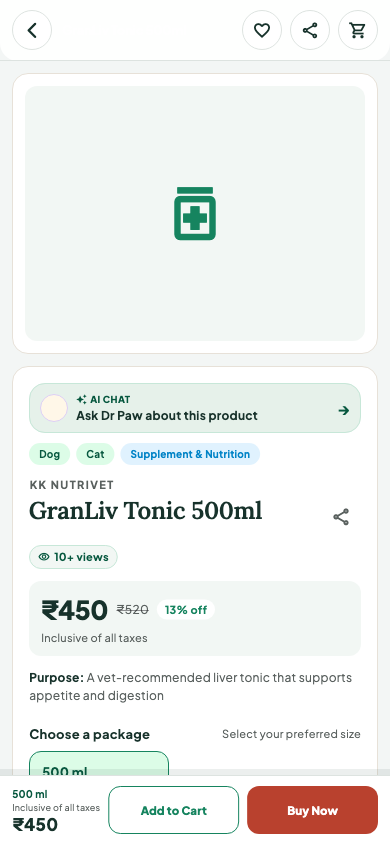 AI CHAT
Ask Dr Paw about this product
Dog Cat Supplement & Nutrition
KK NUTRIVET
GranLiv Tonic 500ml
10+ views
₹450 ₹520 13% off
Inclusive of all taxes
Purpose: A vet-recommended liver tonic that supports
appetite and digestion
Choose a package Select your preferred size
500 ml
500 ml
Inclusive of all taxes
₹450
Add to Cart
Buy Now